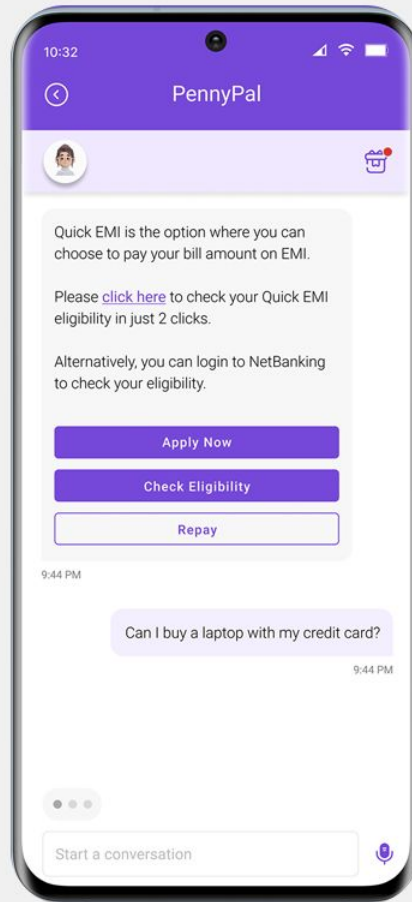 10:32
PennyPal
Quick EMI is the option where you can
choose to pay your bill amount on EMI.
Please click here to check your Quick EMI
eligibility in just 2 clicks.
Alternatively, you can login to NetBanking
to check your eligibility.
Apply Now
Check Eligibility
Repay
9:44 PM
Can I buy a laptop with my credit card?
9:44 PM
Start a conversation